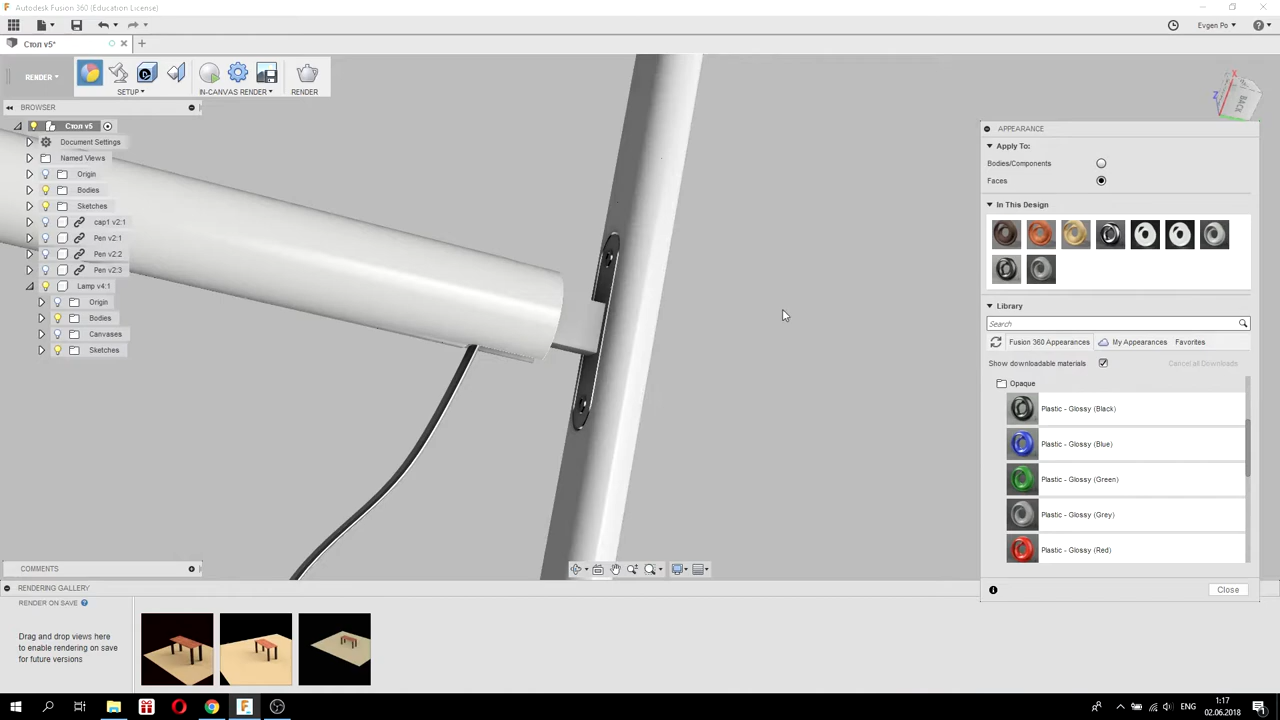 Autodesk Fusion 360 (Education License)
Evgen Po
Стол v5*
RENDER
SETUP
IN-CANVAS RENDER
RENDER
BROWSER
Стол v5
Document Settings
Named Views
Origin
Bodies
Sketches
cap1 v2:1
Pen v2:1
Pen v2:2
Pen v2:3
Lamp v4:1
Origin
Bodies
Canvases
Sketches
BACK
X
Z
APPEARANCE
Apply To:
Bodies/Components
Faces
In This Design
Library
Search
Fusion 360 Appearances
My Appearances
Favorites
Show downloadable materials
Cancel all Downloads
Opaque
Plastic - Glossy (Black)
Plastic - Glossy (Blue)
Plastic - Glossy (Green)
Plastic - Glossy (Grey)
Plastic - Glossy (Red)
Close
COMMENTS
RENDERING GALLERY
RENDER ON SAVE
Drag and drop views here
to enable rendering on save
for future versions
1:17
02.06.2018